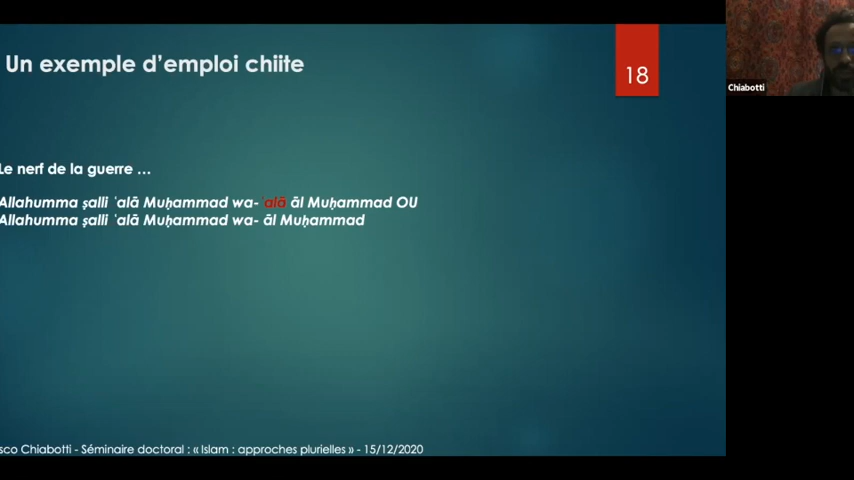 Un exemple d'emploi chiite
18
Chiabotti
Le nerf de la guerre …
Allahumma ṣalli ʿalā Muḥammad wa- ʿalā āl Muḥammad OU
Allahumma ṣalli ʿalā Muḥammad wa- āl Muḥammad
sco Chiabotti - Séminaire doctoral : « Islam : approches plurielles » - 15/12/2020